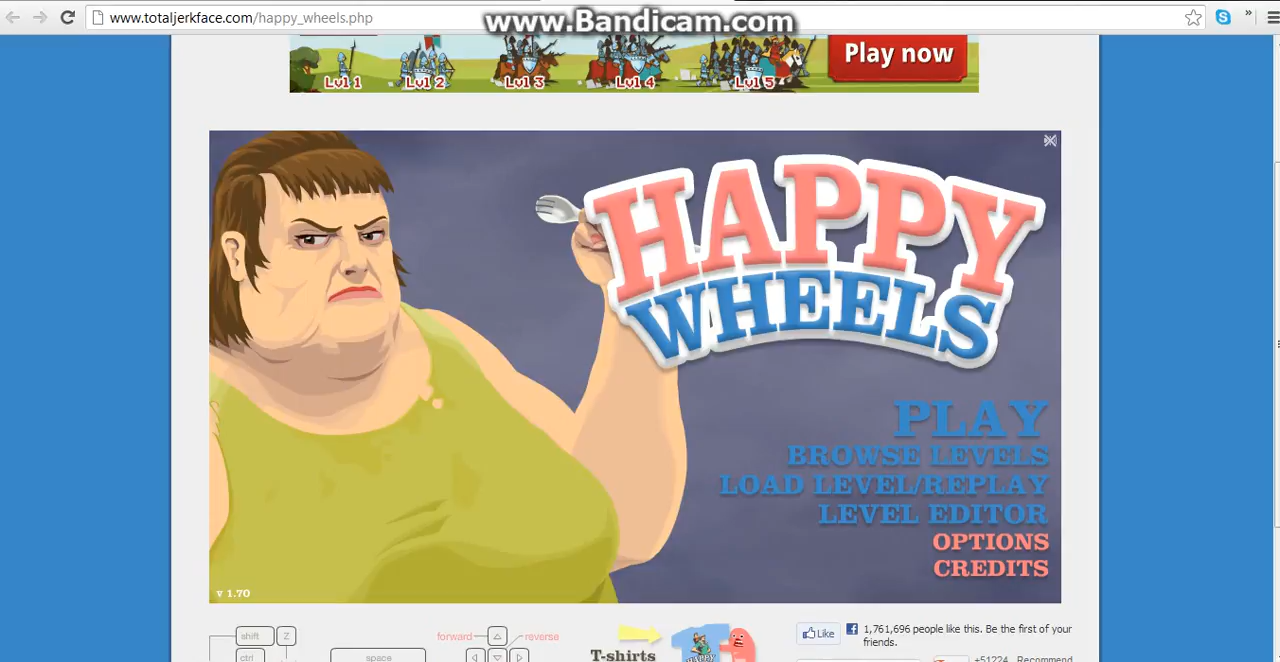 www.totaljerkface.com/happy_wheels.php
www.Bandicam.com
Lvl 1
Lvl 2
Lvl 3
Lvl 4
Lvl 5
Play now
HAPPY
WHEELS
PLAY
BROWSE LEVELS
LOAD LEVEL/REPLAY
LEVEL EDITOR
OPTIONS
CREDITS
v 1.70
shift
Z
ctrl
space
forward
reverse
T-shirts
Like
1,761,696 people like this. Be the first of your
friends.
+51224
Recommend